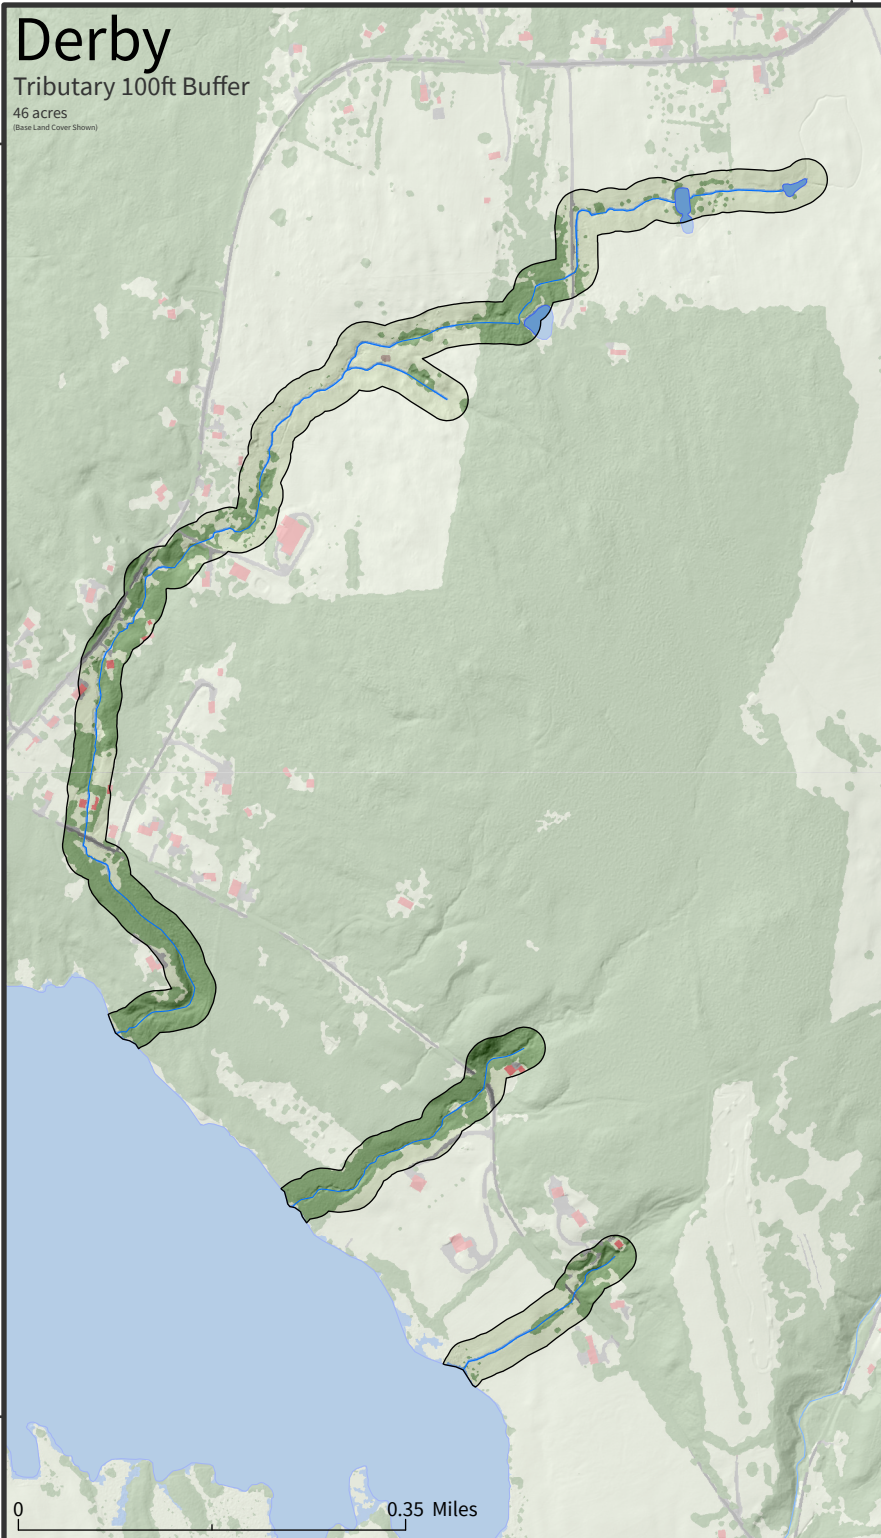 Derby
Tributary 100ft Buffer
46 acres
(Base Land Cover Shown)
0
0.35 Miles